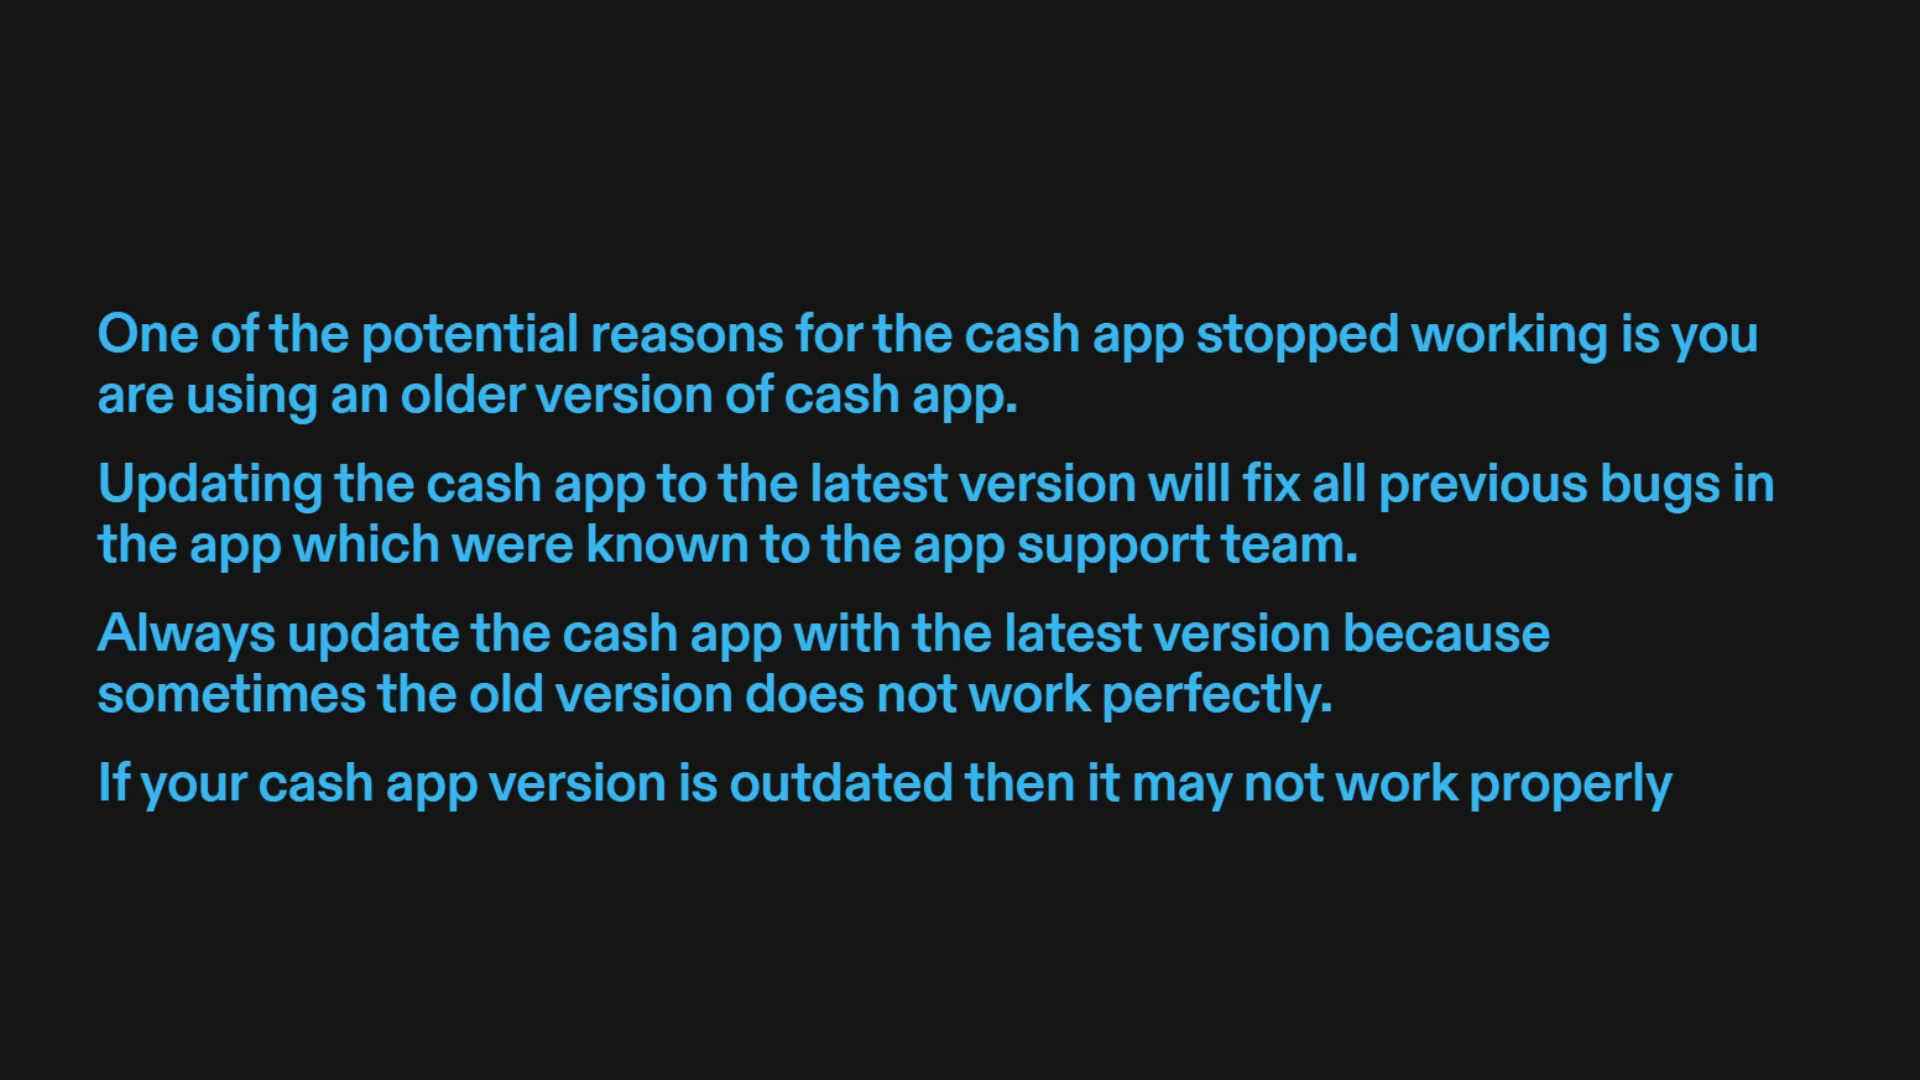 One of the potential reasons for the cash app stopped working is you
are using an older version of cash app.
Updating the cash app to the latest version will fix all previous bugs in
the app which were known to the app support team.
Always update the cash app with the latest version because
sometimes the old version does not work perfectly.
If your cash app version is outdated then it may not work properly